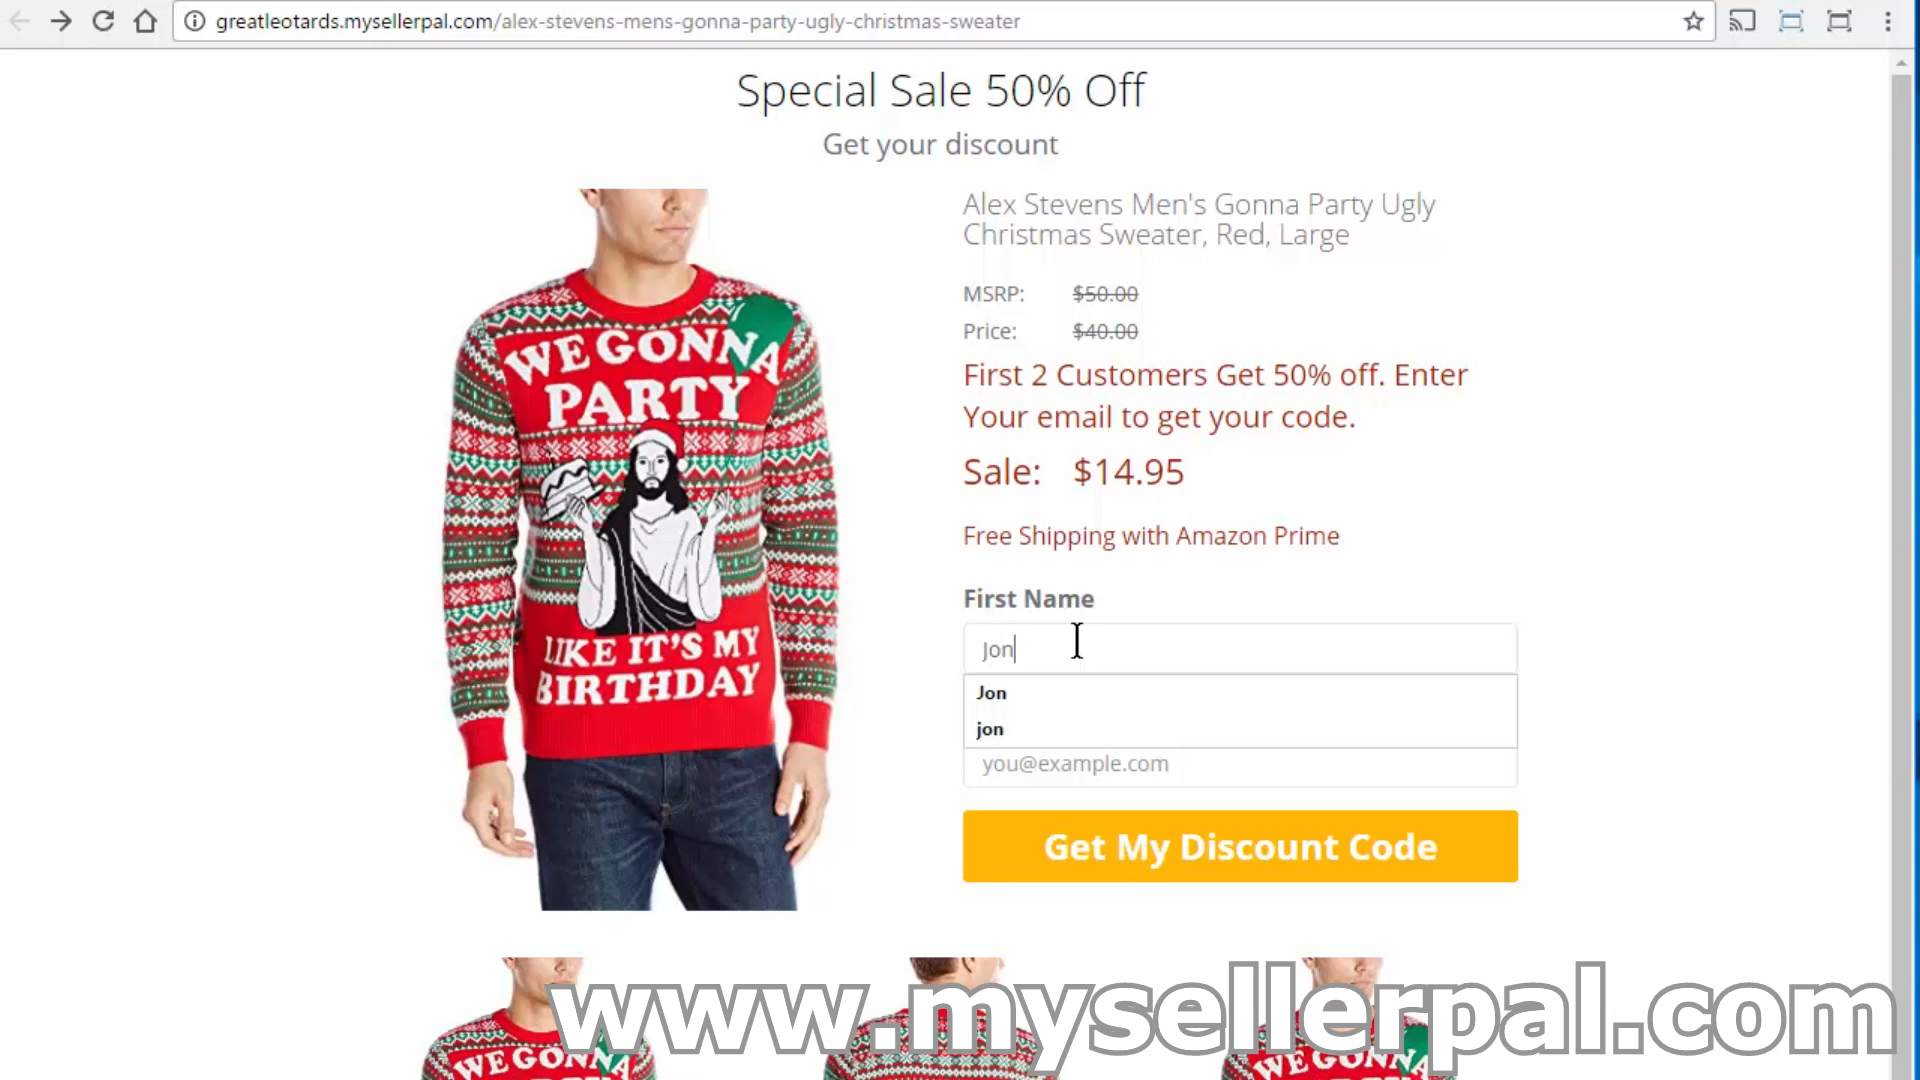 greatleotards.mysellerpal.com/alex-stevens-mens-gonna-party-ugly-christmas-sweater
Special Sale 50% Off
Get your discount
WE GONNA
PARTY
LIKE IT'S MY
BIRTHDAY
Alex Stevens Men's Gonna Party Ugly
Christmas Sweater, Red, Large
MSRP: $50.00
Price: $40.00
First 2 Customers Get 50% off. Enter
Your email to get your code.
Sale: $14.95
Free Shipping with Amazon Prime
First Name
Jon
Jon
jon
you@example.com
Get My Discount Code
WE GONNA
WE GONNA
www.mysellerpal.com